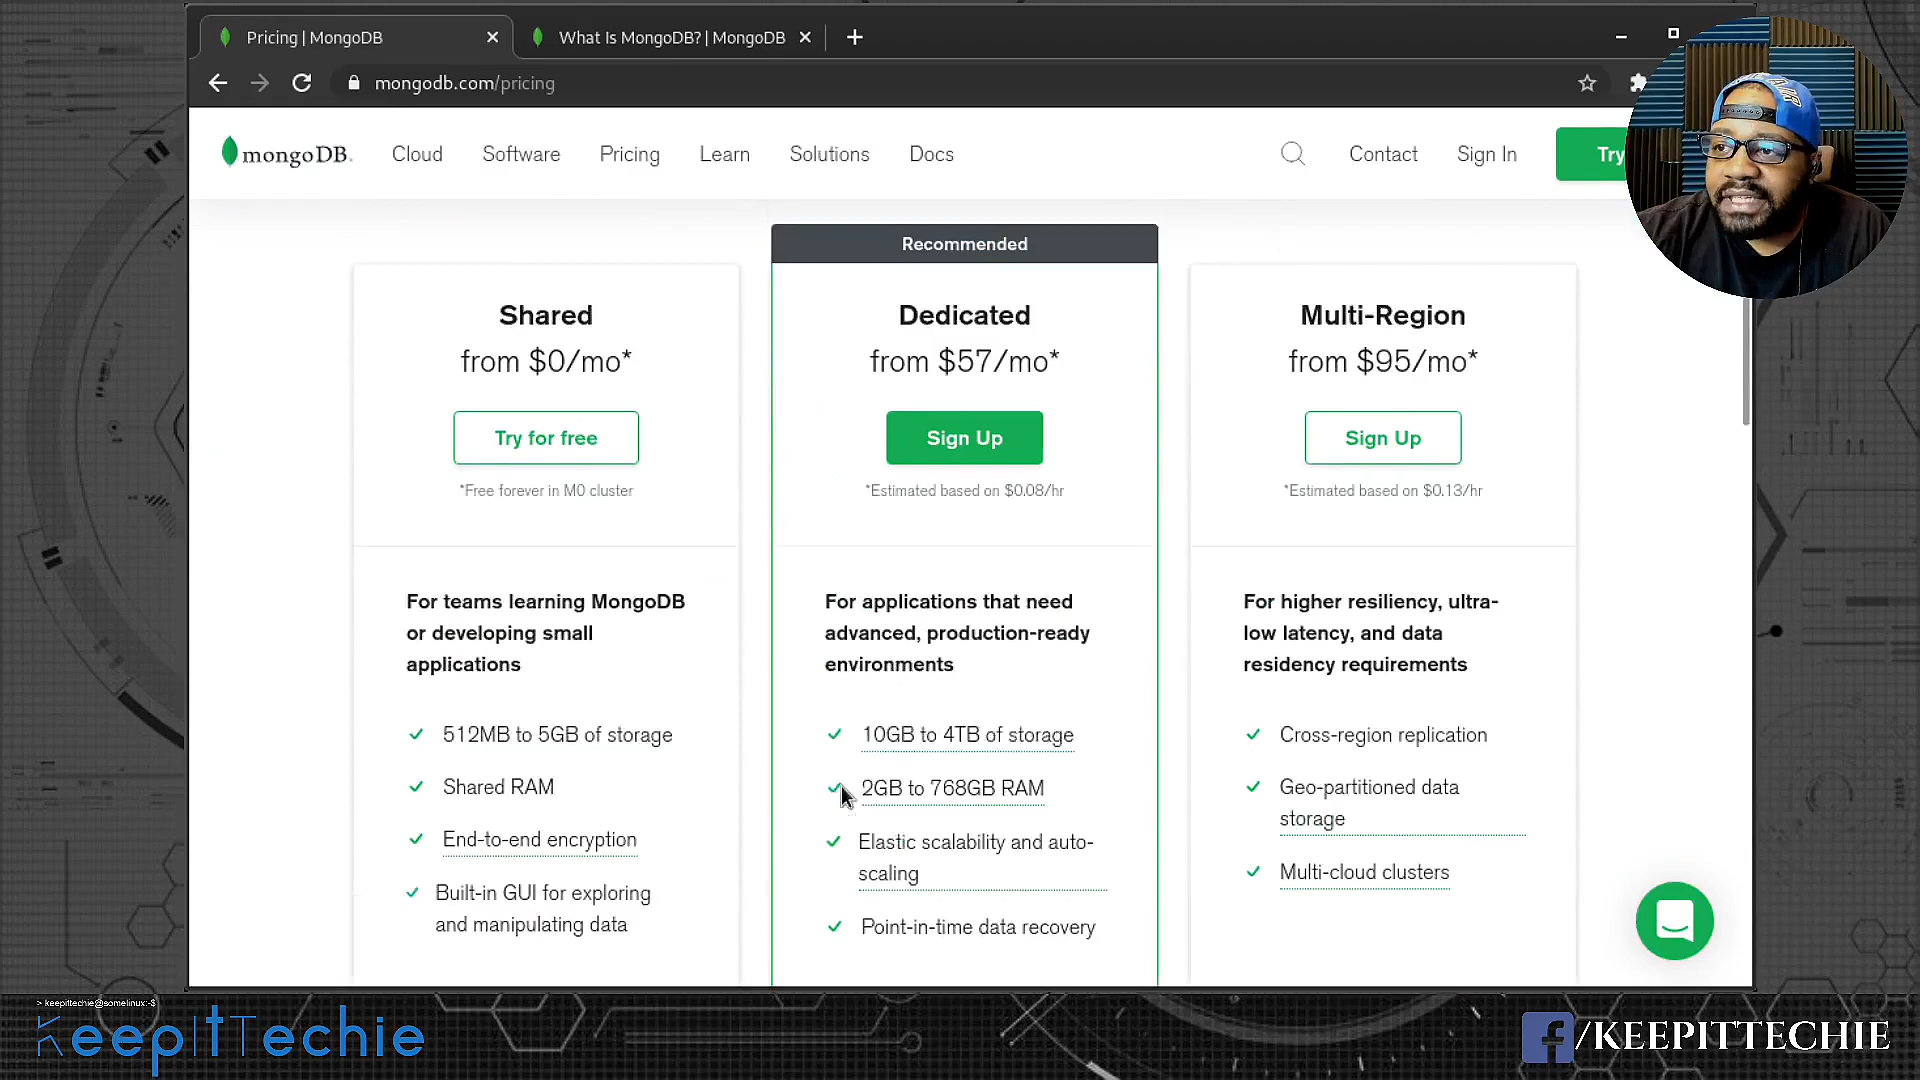 Pricing | MongoDB
What Is MongoDB? | MongoDB
mongodb.com/pricing
mongoDB.
Cloud
Software
Pricing
Learn
Solutions
Docs
Contact
Sign In
Try
Recommended
Shared
from $0/mo*
Try for free
*Free forever in M0 cluster
For teams learning MongoDB
or developing small
applications
512MB to 5GB of storage
Shared RAM
End-to-end encryption
Built-in GUI for exploring
and manipulating data
Dedicated
from $57/mo*
Sign Up
*Estimated based on $0.08/hr
For applications that need
advanced, production-ready
environments
10GB to 4TB of storage
2GB to 768GB RAM
Elastic scalability and auto-
scaling
Point-in-time data recovery
Multi-Region
from $95/mo*
Sign Up
*Estimated based on $0.13/hr
For higher resiliency, ultra-
low latency, and data
residency requirements
Cross-region replication
Geo-partitioned data
storage
Multi-cloud clusters
> keepittechie@somelinux:~$
KeepItTechie
f/KEEPITTECHIE